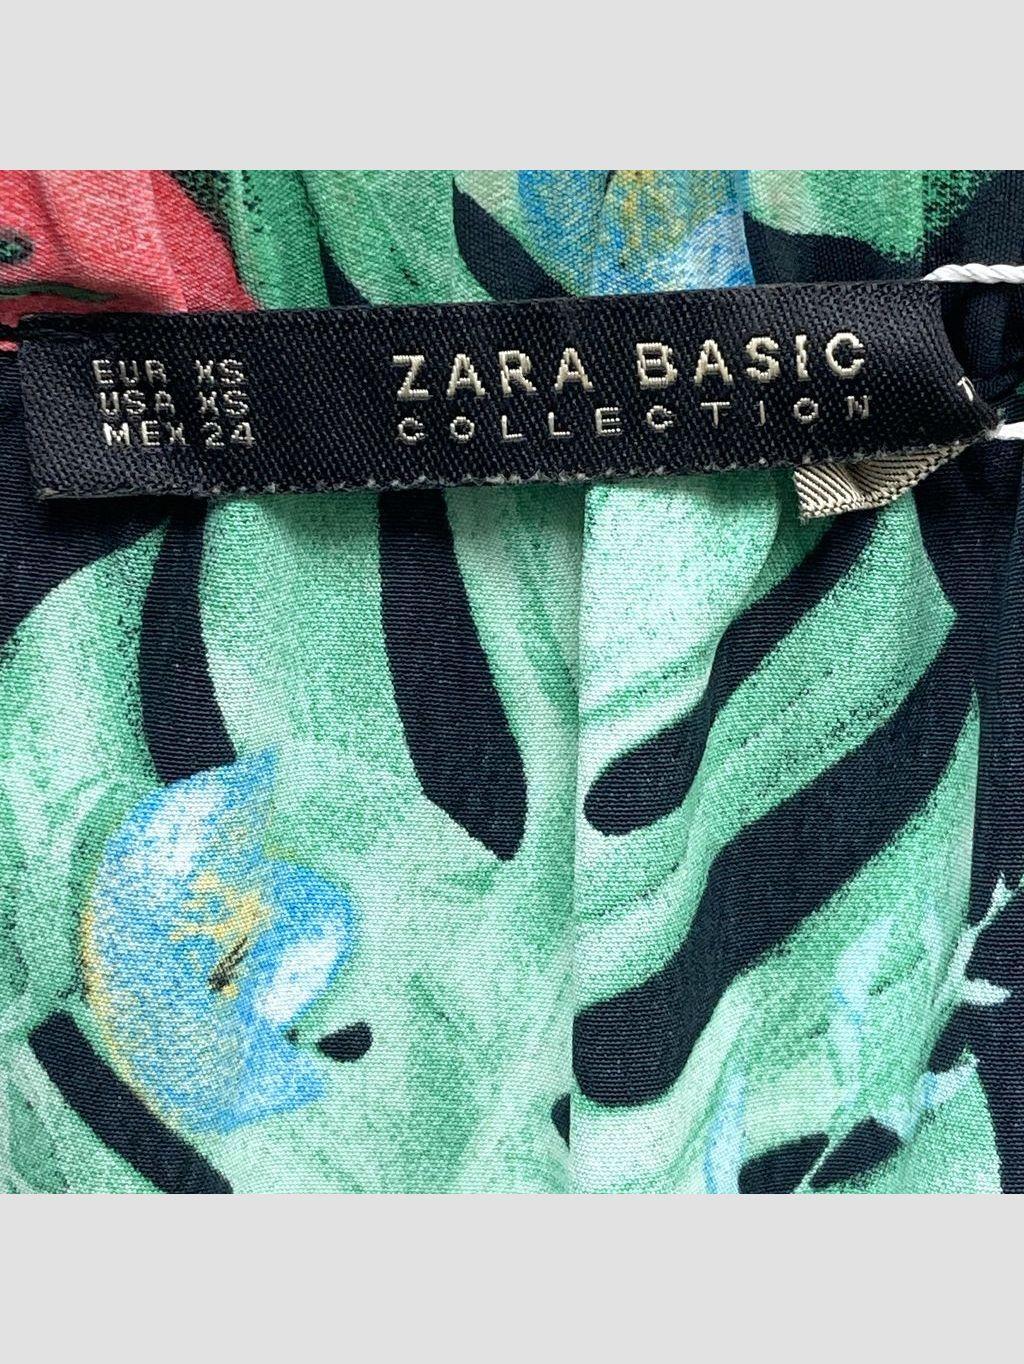 EUR XS
USA XS
MEX 24
ZARA BASIC
COLLECTION